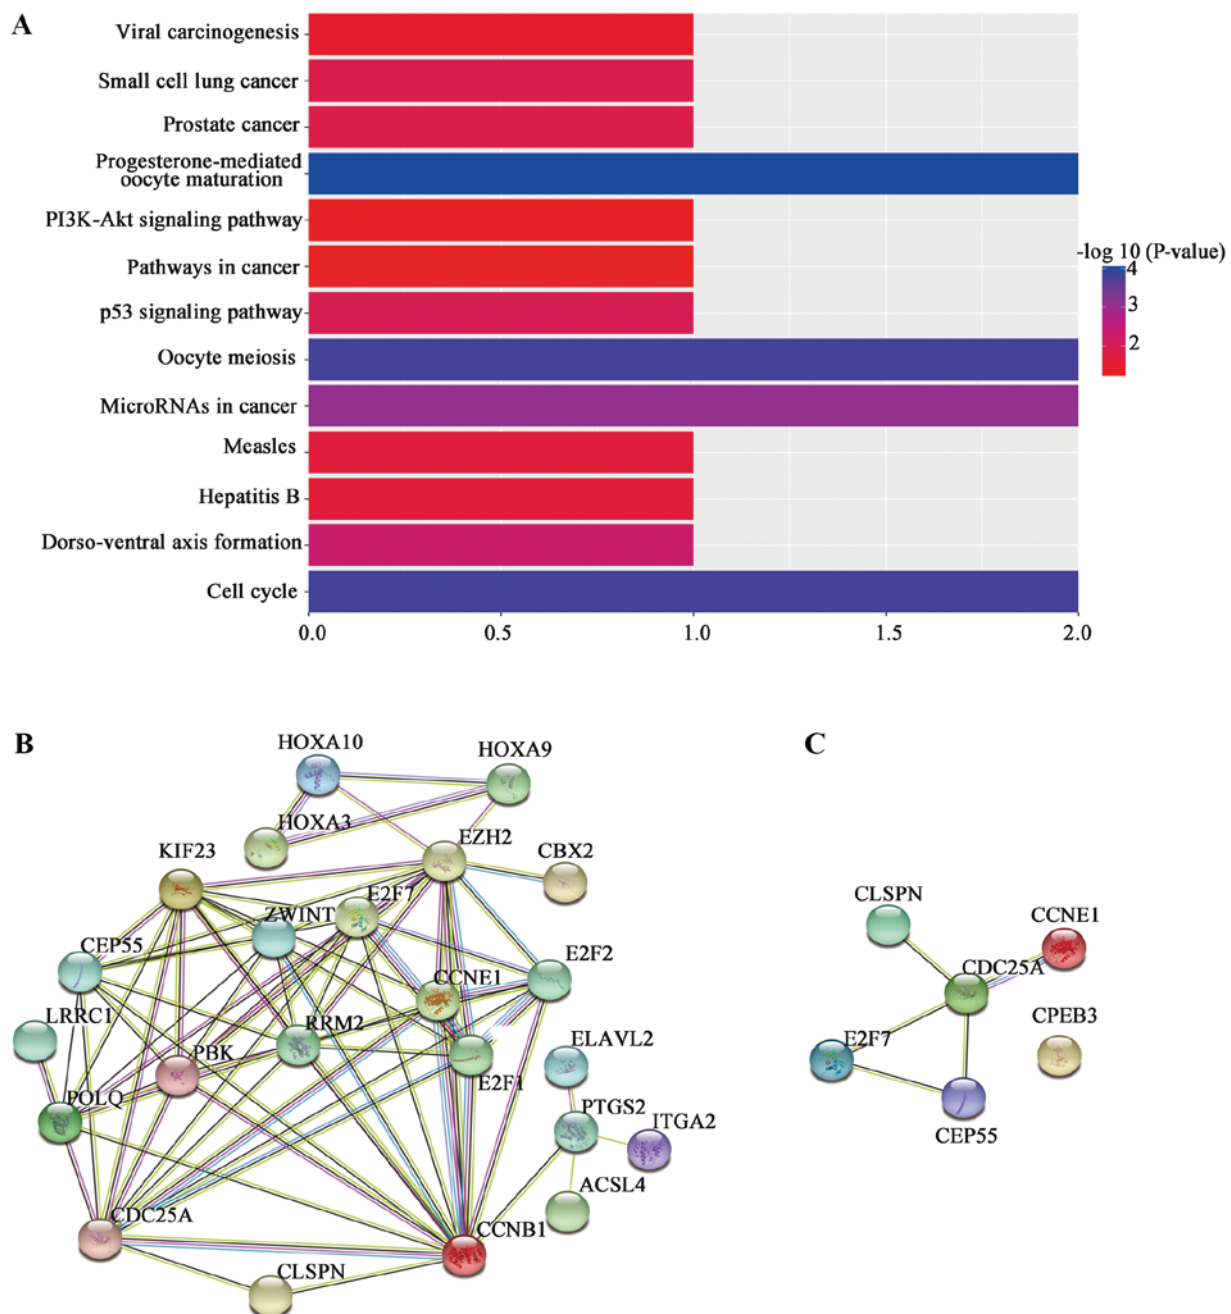 A
Viral carcinogenesis
Small cell lung cancer
Prostate cancer
Progesterone-mediated
oocyte maturation
PI3K-Akt signaling pathway
Pathways in cancer
p53 signaling pathway
Oocyte meiosis
MicroRNAs in cancer
Measles
Hepatitis B
Dorso-ventral axis formation
Cell cycle
0.0 0.5 1.0 1.5 2.0
-log 10 (P-value)
4
3
2
B
HOXA10
HOXA9
HOXA3
EZH2
KIF23
CBX2
E2F7
ZWINT
CEP55
E2F2
CCNE1
LRRC1
RRM2
PBK
ELAVL2
E2F1
POLQ
PTGS2
ITGA2
ACSL4
CDC25A
CCNB1
CLSPN
C
CLSPN
CCNE1
CDC25A
CPEB3
E2F7
CEP55